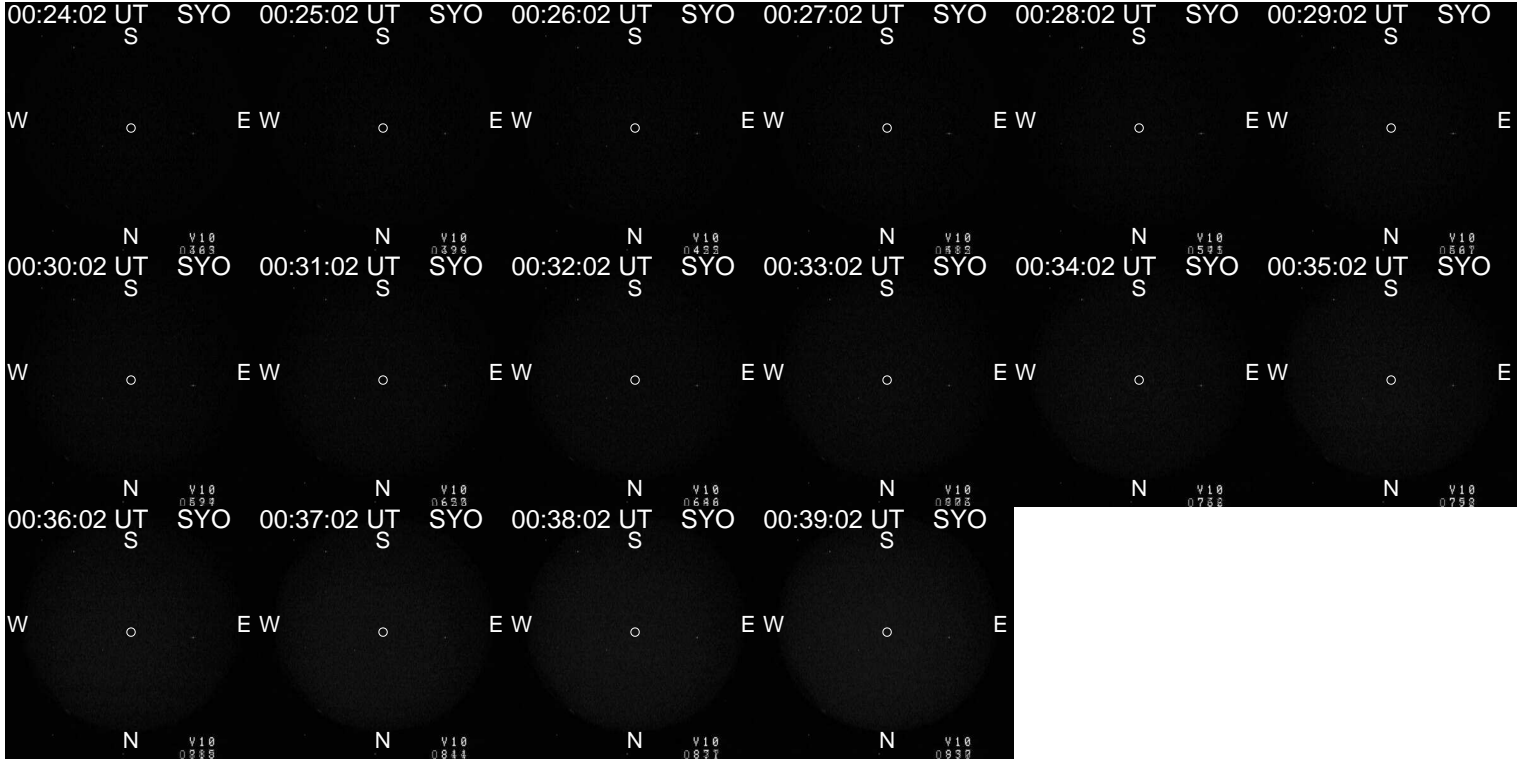 00:24:02 UT SYO 00:25:02 UT SYO 00:26:02 UT SYO 00:27:02 UT SYO 00:28:02 UT SYO 00:29:02 UT SYO
S S S S S S
W E W E W E W E W E W E
N V10 N V10 N V10 N V10 N V10 N V10
00:30:02 UT SYO 00:31:02 UT SYO 00:32:02 UT SYO 00:33:02 UT SYO 00:34:02 UT SYO 00:35:02 UT SYO
S S S S S S
W E W E W E W E W E W E
N V10 N V10 N V10 N V10 N V10 N V10
00:36:02 UT SYO 00:37:02 UT SYO 00:38:02 UT SYO 00:39:02 UT SYO
S S S S
W E W E W E W E
N V10 N V10 N V10 N V10
0844